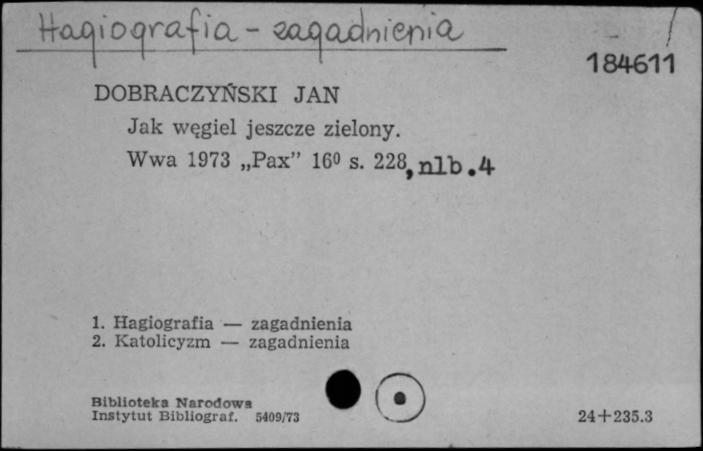 Hagiografia - zagadnienia
184611
DOBRACZYŃSKI JAN
Jak węgiel jeszcze zielony.
Wwa 1973 „Pax” 16⁰ s. 228, nlb.4
1. Hagiografia — zagadnienia
2. Katolicyzm — zagadnienia
Biblioteka Narodowa
Instytut Bibliograf. 5409/73
24+235.3